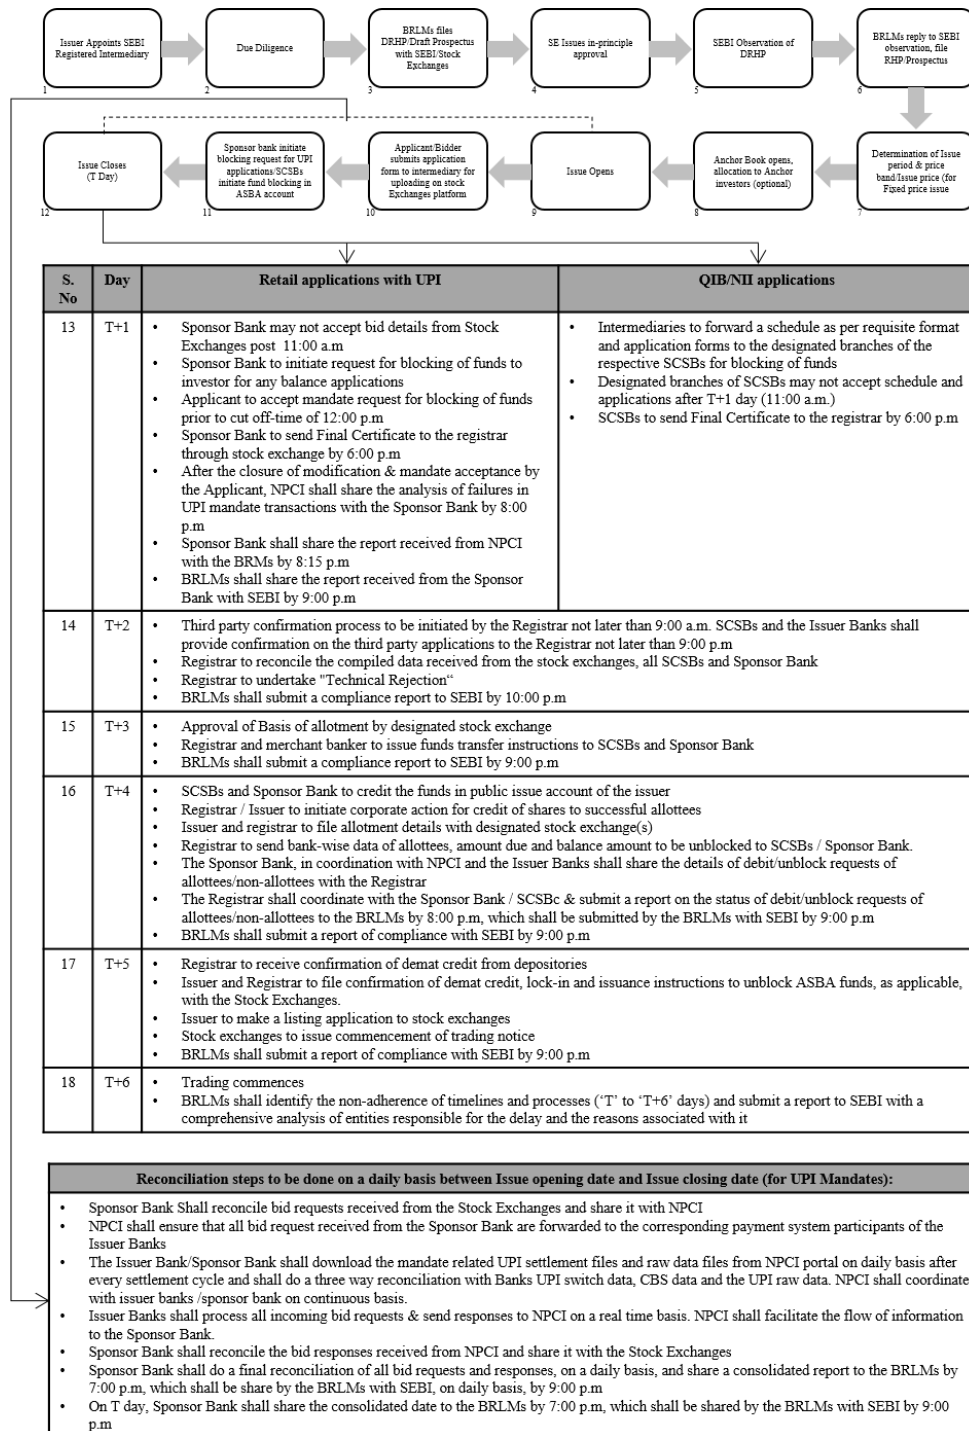 Issuer Appoints SEBI
Registered Intermediary
1
Due Diligence
2
BRLMs files
DRHP/Draft Prospectus
with SEBI/Stock
Exchanges
3
SE Issues in-principle
approval
4
SEBI Observation of
DRHP
5
BRLMs reply to SEBI
observation, file
RHP/Prospectus
6
Determination of Issue
period & price
band/Issue price (for
Fixed price issue
7
Anchor Book opens,
allocation to Anchor
investors (optional)
8
Issue Opens
9
Applicant/Bidder
submits application
form to intermediary for
uploading on stock
Exchanges platform
10
Sponsor bank initiate
blocking request for UPI
applications/SCSBs
initiate fund blocking in
ASBA account
11
Issue Closes
(T Day)
12
S.
No
Day
Retail applications with UPI
QIB/NII applications
13
T+1
• Sponsor Bank may not accept bid details from Stock
Exchanges post 11:00 a.m
• Sponsor Bank to initiate request for blocking of funds to
investor for any balance applications
• Applicant to accept mandate request for blocking of funds
prior to cut off-time of 12:00 p.m
• Sponsor Bank to send Final Certificate to the registrar
through stock exchange by 6:00 p.m
• After the closure of modification & mandate acceptance by
the Applicant, NPCI shall share the analysis of failures in
UPI mandate transactions with the Sponsor Bank by 8:00
p.m
• Sponsor Bank shall share the report received from NPCI
with the BRMs by 8:15 p.m
• BRLMs shall share the report received from the Sponsor
Bank with SEBI by 9:00 p.m
• Intermediaries to forward a schedule as per requisite format
and application forms to the designated branches of the
respective SCSBs for blocking of funds
• Designated branches of SCSBs may not accept schedule and
applications after T+1 day (11:00 a.m.)
• SCSBs to send Final Certificate to the registrar by 6:00 p.m
14
T+2
• Third party confirmation process to be initiated by the Registrar not later than 9:00 a.m. SCSBs and the Issuer Banks shall
provide confirmation on the third party applications to the Registrar not later than 9:00 p.m
• Registrar to reconcile the compiled data received from the stock exchanges, all SCSBs and Sponsor Bank
• Registrar to undertake "Technical Rejection“
• BRLMs shall submit a compliance report to SEBI by 10:00 p.m
15
T+3
• Approval of Basis of allotment by designated stock exchange
• Registrar and merchant banker to issue funds transfer instructions to SCSBs and Sponsor Bank
• BRLMs shall submit a compliance report to SEBI by 9:00 p.m
16
T+4
• SCSBs and Sponsor Bank to credit the funds in public issue account of the issuer
• Registrar / Issuer to initiate corporate action for credit of shares to successful allottees
• Issuer and registrar to file allotment details with designated stock exchange(s)
• Registrar to send bank-wise data of allottees, amount due and balance amount to be unblocked to SCSBs / Sponsor Bank.
• The Sponsor Bank, in coordination with NPCI and the Issuer Banks shall share the details of debit/unblock requests of
allottees/non-allottees with the Registrar
• The Registrar shall coordinate with the Sponsor Bank / SCSBc & submit a report on the status of debit/unblock requests of
allottees/non-allottees to the BRLMs by 8:00 p.m, which shall be submitted by the BRLMs with SEBI by 9:00 p.m
• BRLMs shall submit a report of compliance with SEBI by 9:00 p.m
17
T+5
• Registrar to receive confirmation of demat credit from depositories
• Issuer and Registrar to file confirmation of demat credit, lock-in and issuance instructions to unblock ASBA funds, as applicable,
with the Stock Exchanges.
• Issuer to make a listing application to stock exchanges
• Stock exchanges to issue commencement of trading notice
• BRLMs shall submit a report of compliance with SEBI by 9:00 p.m
18
T+6
• Trading commences
• BRLMs shall identify the non-adherence of timelines and processes (‘T’ to ‘T+6’ days) and submit a report to SEBI with a
comprehensive analysis of entities responsible for the delay and the reasons associated with it
Reconciliation steps to be done on a daily basis between Issue opening date and Issue closing date (for UPI Mandates):
• Sponsor Bank Shall reconcile bid requests received from the Stock Exchanges and share it with NPCI
• NPCI shall ensure that all bid request received from the Sponsor Bank are forwarded to the corresponding payment system participants of the
Issuer Banks
• The Issuer Bank/Sponsor Bank shall download the mandate related UPI settlement files and raw data files from NPCI portal on daily basis after
every settlement cycle and shall do a three way reconciliation with Banks UPI switch data, CBS data and the UPI raw data. NPCI shall coordinate
with issuer banks /sponsor bank on continuous basis.
• Issuer Banks shall process all incoming bid requests & send responses to NPCI on a real time basis. NPCI shall facilitate the flow of information
to the Sponsor Bank.
• Sponsor Bank shall reconcile the bid responses received from NPCI and share it with the Stock Exchanges
• Sponsor Bank shall do a final reconciliation of all bid requests and responses, on a daily basis, and share a consolidated report to the BRLMs by
7:00 p.m, which shall be share by the BRLMs with SEBI, on daily basis, by 9:00 p.m
• On T day, Sponsor Bank shall share the consolidated date to the BRLMs by 7:00 p.m, which shall be shared by the BRLMs with SEBI by 9:00
p.m